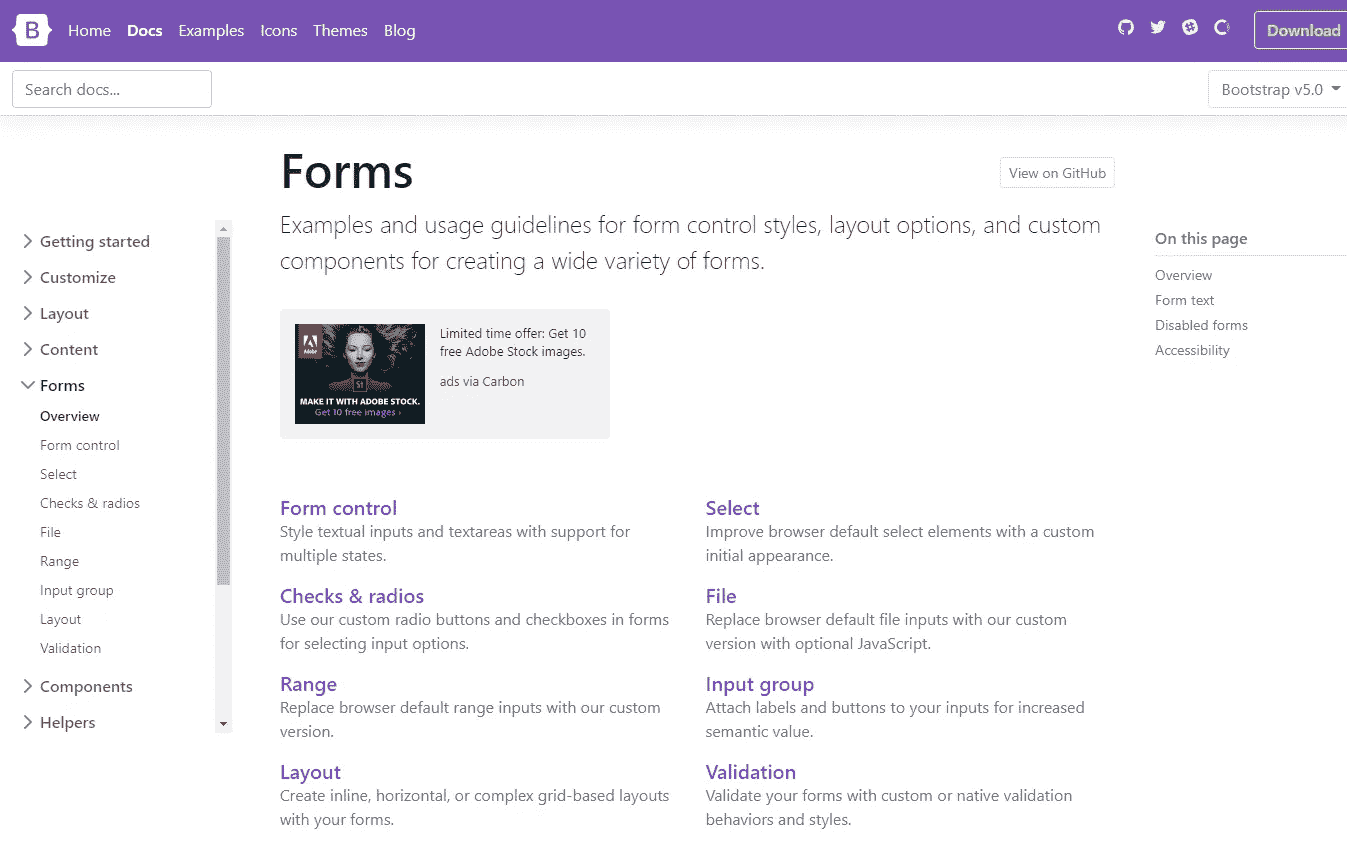 B Home Docs Examples Icons Themes Blog Download
Search docs...
Bootstrap v5.0
Getting started
Customize
Layout
Content
Forms
Overview
Form control
Select
Checks & radios
File
Range
Input group
Layout
Validation
Components
Helpers
Forms
View on GitHub
Examples and usage guidelines for form control styles, layout options, and custom
components for creating a wide variety of forms.
Adobe
St
MAKE IT WITH ADOBE STOCK.
Get 10 free images ›
Limited time offer: Get 10
free Adobe Stock images.
ads via Carbon
Form control
Style textual inputs and textareas with support for
multiple states.
Select
Improve browser default select elements with a custom
initial appearance.
Checks & radios
Use our custom radio buttons and checkboxes in forms
for selecting input options.
File
Replace browser default file inputs with our custom
version with optional JavaScript.
Range
Replace browser default range inputs with our custom
version.
Input group
Attach labels and buttons to your inputs for increased
semantic value.
Layout
Create inline, horizontal, or complex grid-based layouts
with your forms.
Validation
Validate your forms with custom or native validation
behaviors and styles.
On this page
Overview
Form text
Disabled forms
Accessibility